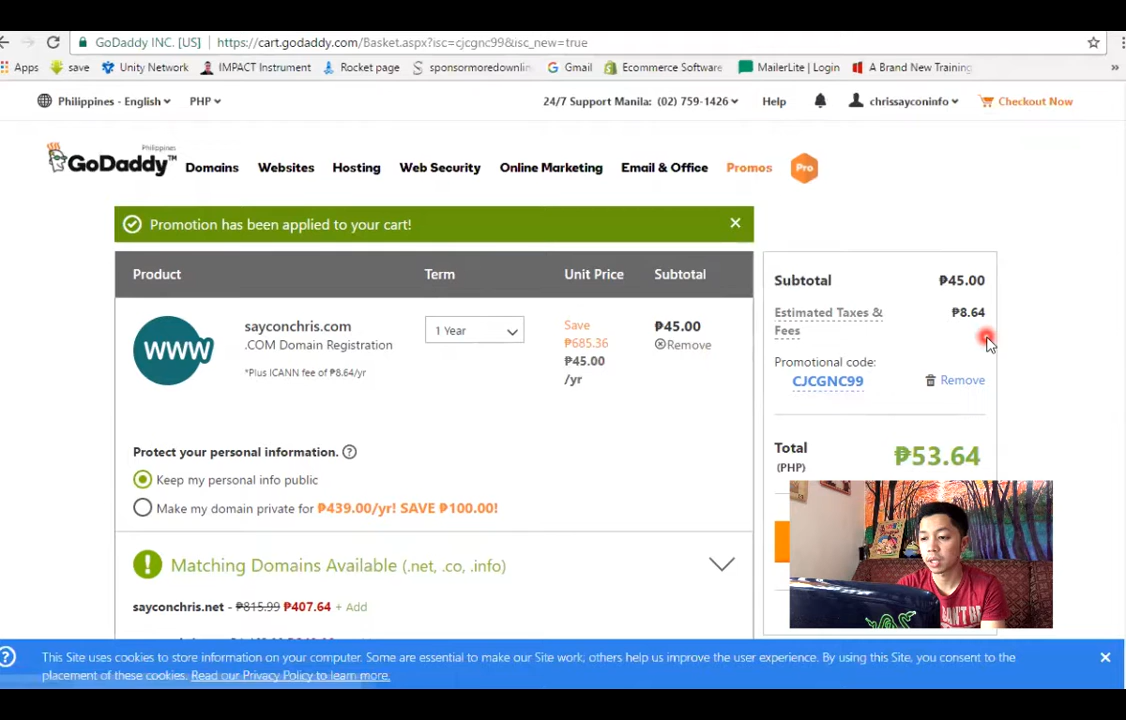 GoDaddy INC. [US] https://cart.godaddy.com/Basket.aspx?isc=cjcgnc99&usc_new=true
Apps save Unity Network IMPACT Instrument Rocket page sponsormoredownlin Gmail Ecommerce Software MailerLite | Login A Brand New Training »
Philippines - English PHP 24/7 Support Manila: (02) 759-1426 Help chrissayconinfo Checkout Now
Philippines
GoDaddy™ Domains Websites Hosting Web Security Online Marketing Email & Office Promos Pro
Promotion has been applied to your cart! ×
Product Term Unit Price Subtotal
Subtotal ₱45.00
sayconchris.com
.COM Domain Registration
*Plus ICANN fee of ₱8.64/yr
1 Year
Save
₱685.36
₱45.00
/yr
₱45.00
Remove
Estimated Taxes &
Fees
₱8.64
Promotional code:
CJCGNC99 Remove
Total
(PHP)
₱53.64
Protect your personal information. ?
Keep my personal info public
Make my domain private for ₱439.00/yr! SAVE ₱100.00!
! Matching Domains Available (.net, .co, .info)
sayconchris.net - ₱815.99 ₱407.64 + Add
? This Site uses cookies to store information on your computer. Some are essential to make our Site work; others help us improve the user experience. By using this Site, you consent to the ×
placement of these cookies. Read our Privacy Policy to learn more.